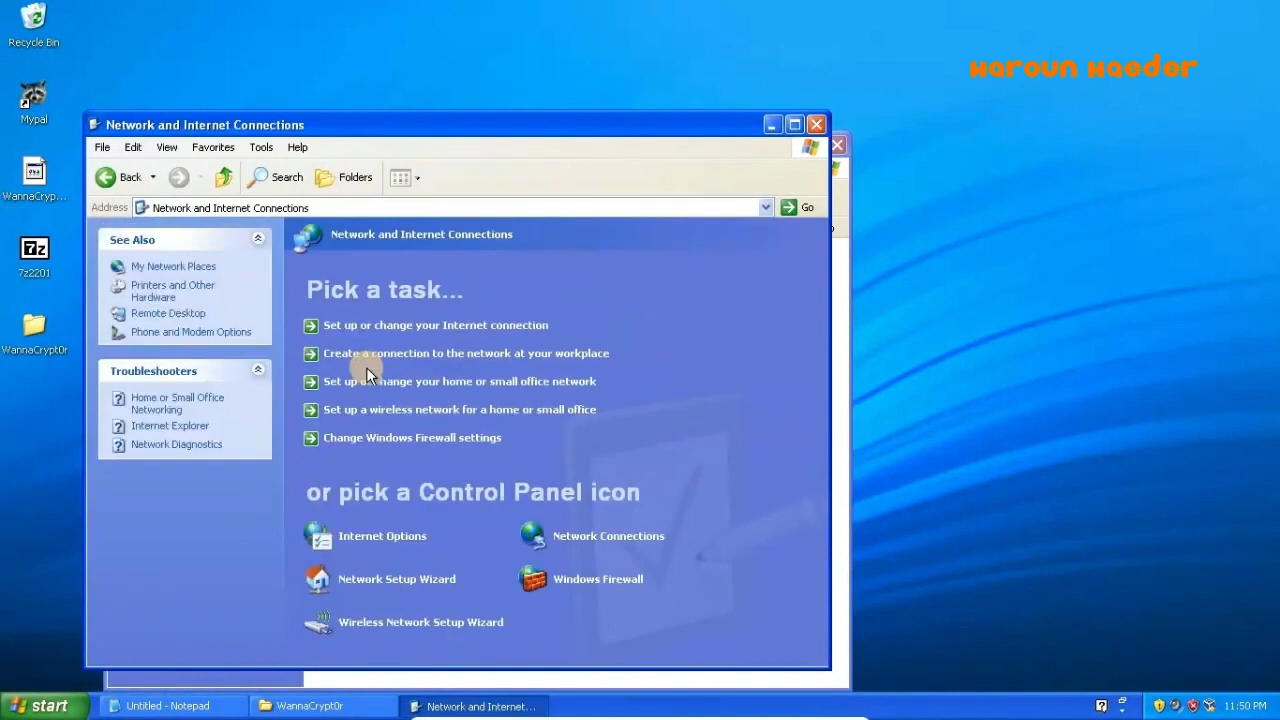 Recycle Bin
Haroun Haeder
Mypal
WannaCryp...
7z
7z2201
WannaCrypt0r
Network and Internet Connections
File Edit View Favorites Tools Help
Back Search Folders
Address Network and Internet Connections Go
See Also
My Network Places
Printers and Other
Hardware
Remote Desktop
Phone and Modem Options
Troubleshooters
Home or Small Office
Networking
Internet Explorer
Network Diagnostics
Network and Internet Connections
Pick a task...
Set up or change your Internet connection
Create a connection to the network at your workplace
Set up or change your home or small office network
Set up a wireless network for a home or small office
Change Windows Firewall settings
or pick a Control Panel icon
Internet Options Network Connections
Network Setup Wizard Windows Firewall
Wireless Network Setup Wizard
start Untitled - Notepad WannaCrypt0r Network and Internet... 11:50 PM